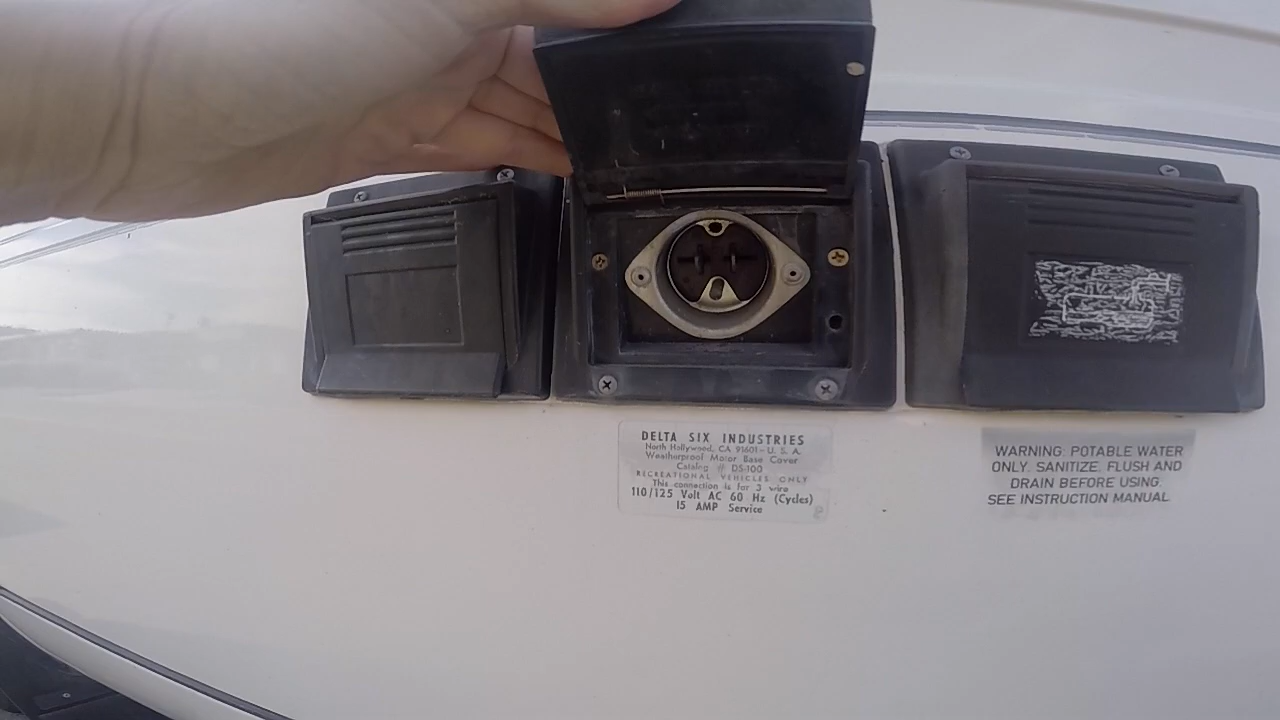 DELTA SIX INDUSTRIES
North Hollywood, CA 91601 - U. S. A.
Weatherproof Motor Base Cover
Catalog # DS-100
RECREATIONAL VEHICLES ONLY
This connection is for 3 wire
110/125 Volt AC 60 Hz (Cycles)
15 AMP Service
WARNING: POTABLE WATER
ONLY. SANITIZE, FLUSH AND
DRAIN BEFORE USING.
SEE INSTRUCTION MANUAL.